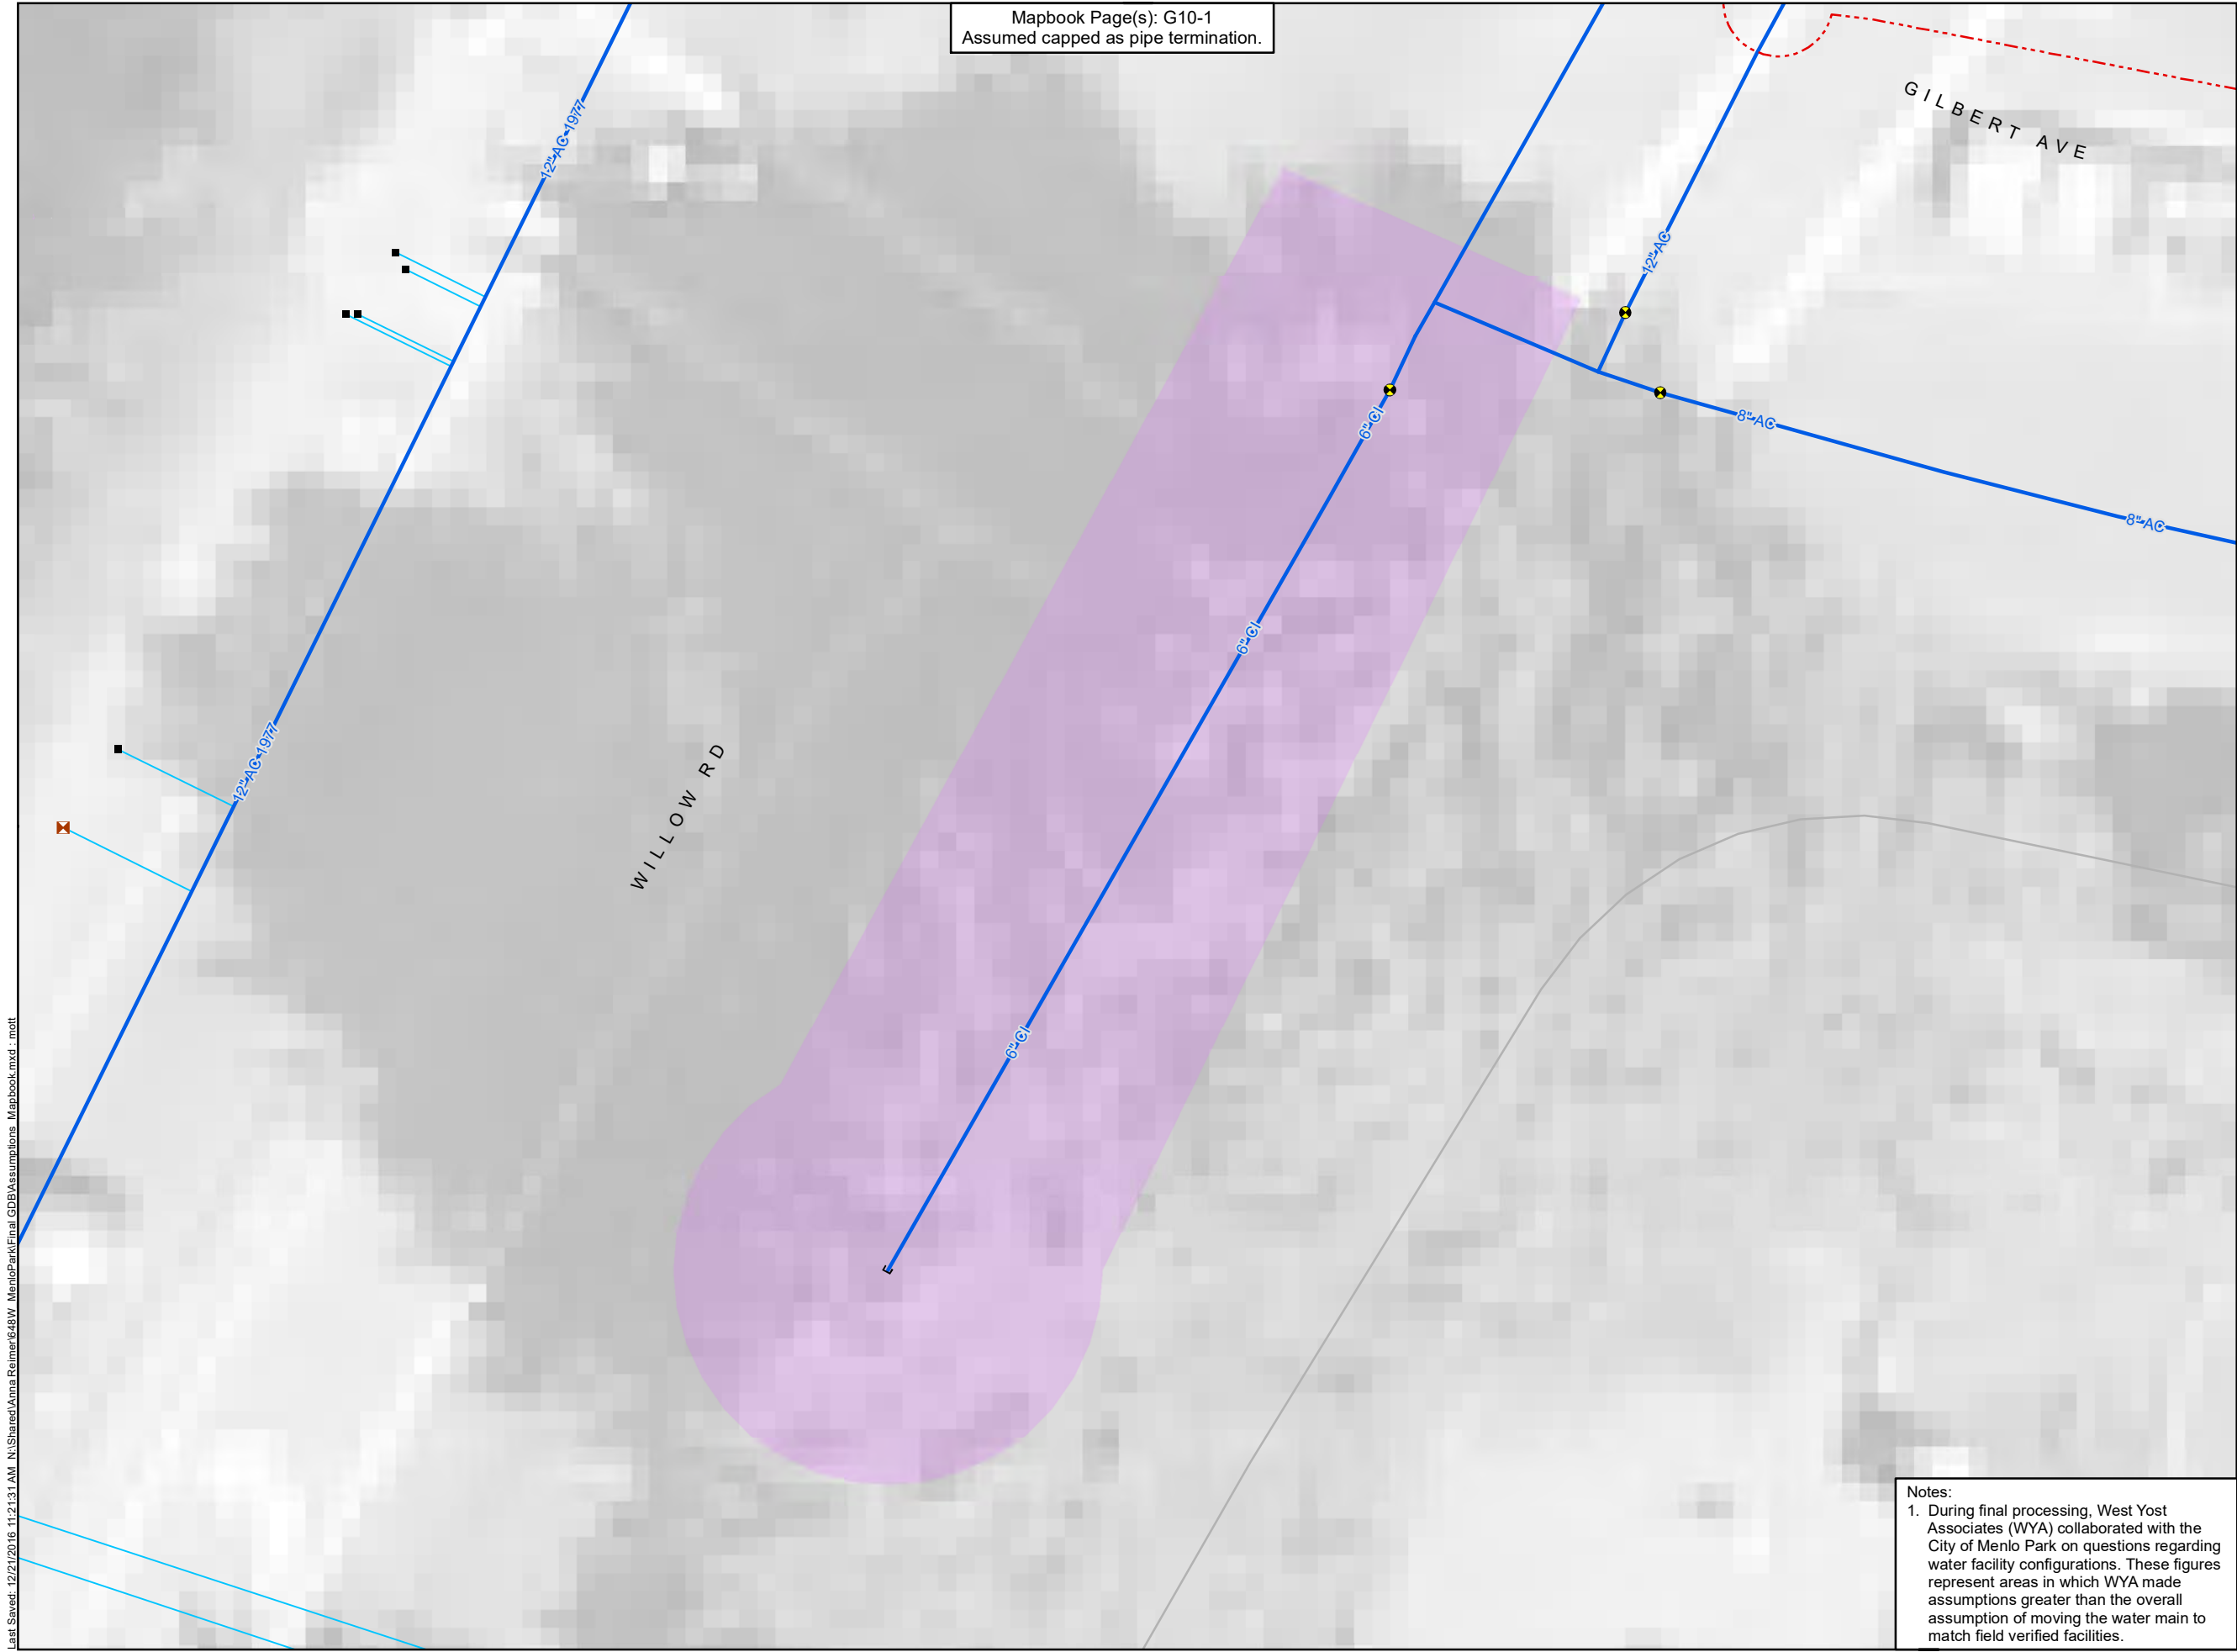 Mapbook Page(s): G10-1
Assumed capped as pipe termination.
GILBERT AVE
12" AC 1977
12" AC
6" CI
8" AC
8" AC
6" CI
WILLOW RD
12" AC 1977
6" CI
Notes:
1. During final processing, West Yost
Associates (WYA) collaborated with the
City of Menlo Park on questions regarding
water facility configurations. These figures
represent areas in which WYA made
assumptions greater than the overall
assumption of moving the water main to
match field verified facilities.
Last Saved: 12/21/2016 11:21:31 AM N:\Shared\Anna Reimer\648W_MenloPark\Final GDB\Assumptions_Mapbook.mxd : mott